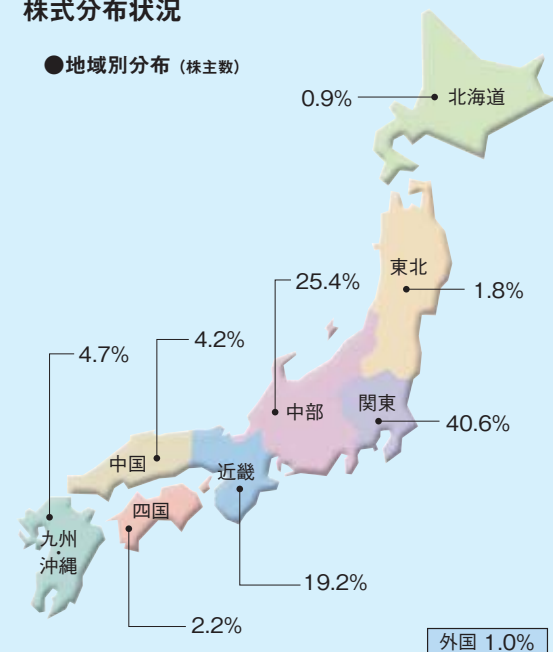 株式分布状況
●地域別分布（株主数）
0.9%
北海道
東北
25.4%
1.8%
4.2%
4.7%
関東
中部
40.6%
中国
近畿
四国
九州
・
沖縄
19.2%
2.2%
外国 1.0%